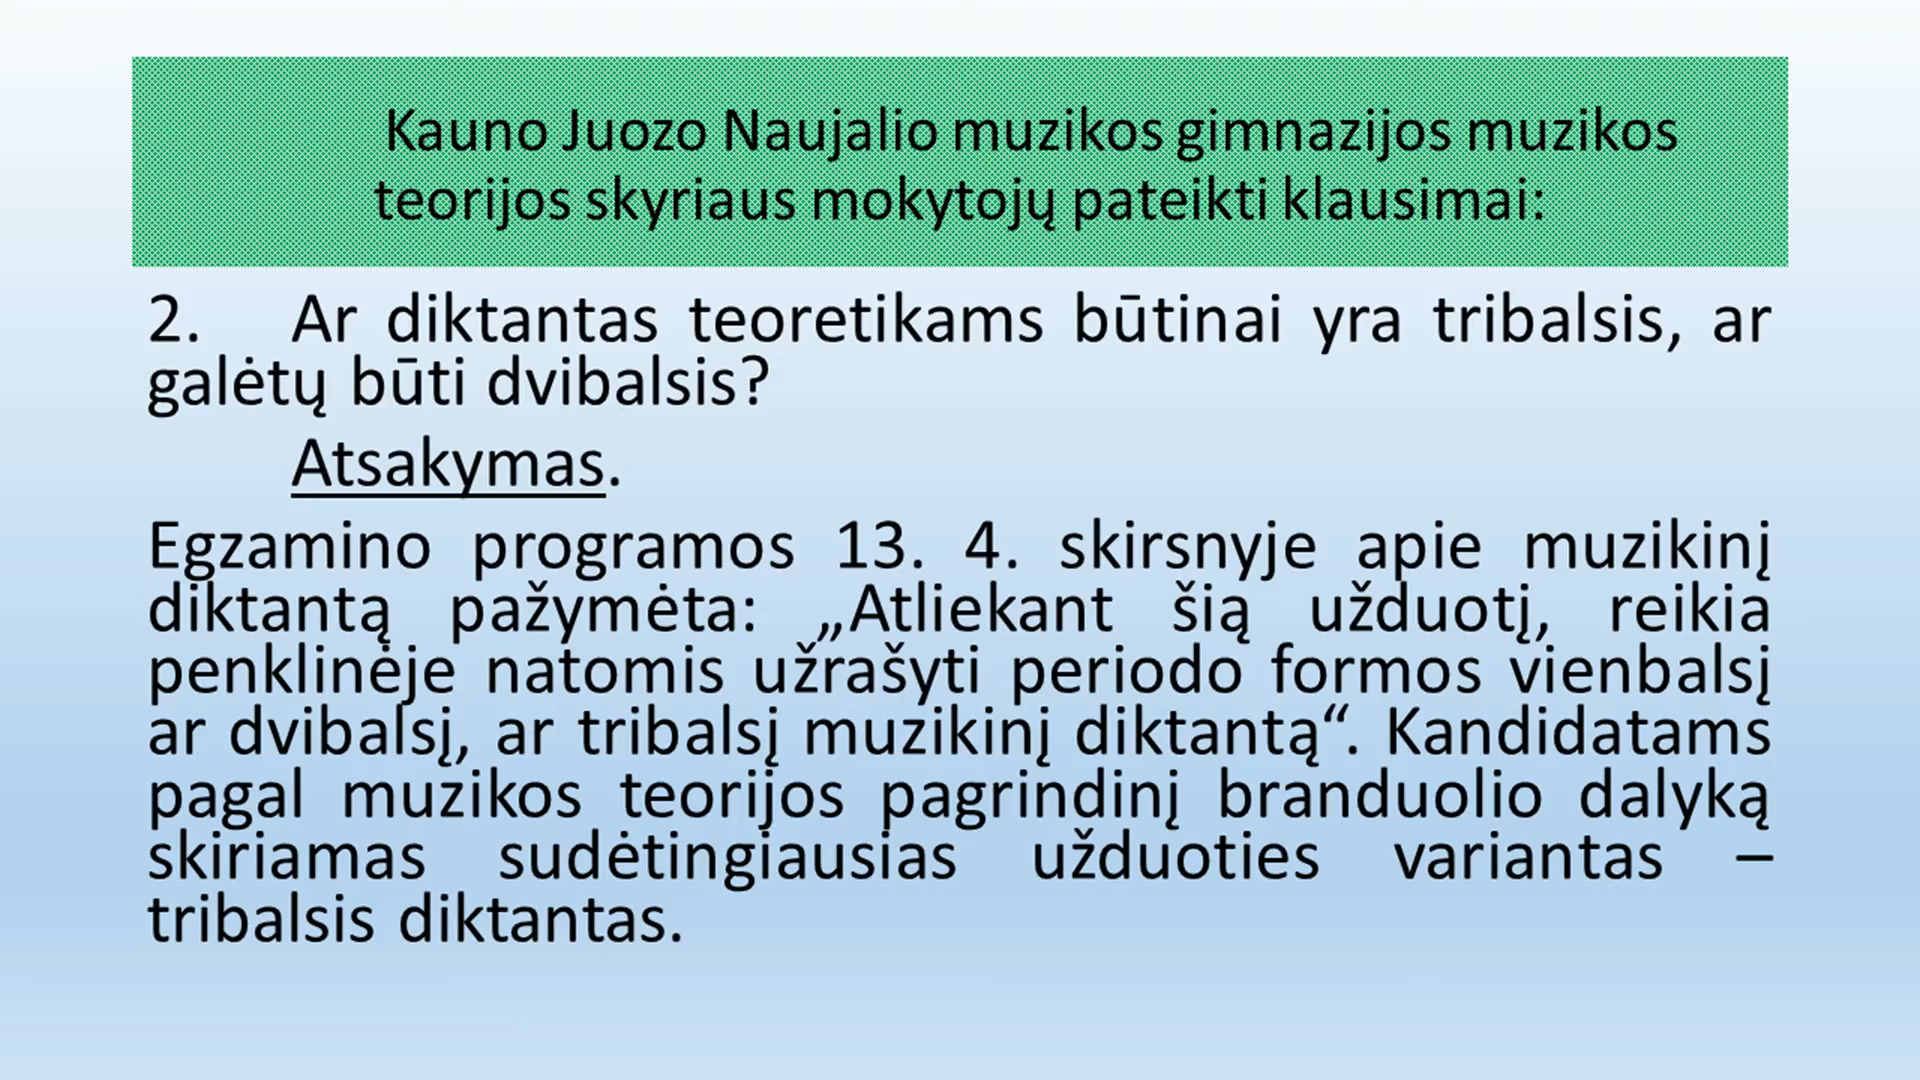 Kauno Juozo Naujalio muzikos gimnazijos muzikos
teorijos skyriaus mokytojų pateikti klausimai:
2. Ar diktantas teoretikams būtinai yra tribalsis, ar
galėtų būti dvibalsis?
Atsakymas.
Egzamino programos 13. 4. skirsnyje apie muzikinį
diktantą pažymėta: „Atliekant šią užduotį, reikia
penklinėje natomis užrašyti periodo formos vienbalsį
ar dvibalsį, ar tribalsį muzikinį diktantą“. Kandidatams
pagal muzikos teorijos pagrindinį branduolio dalyką
skiriamas sudėtingiausias užduoties variantas –
tribalsis diktantas.